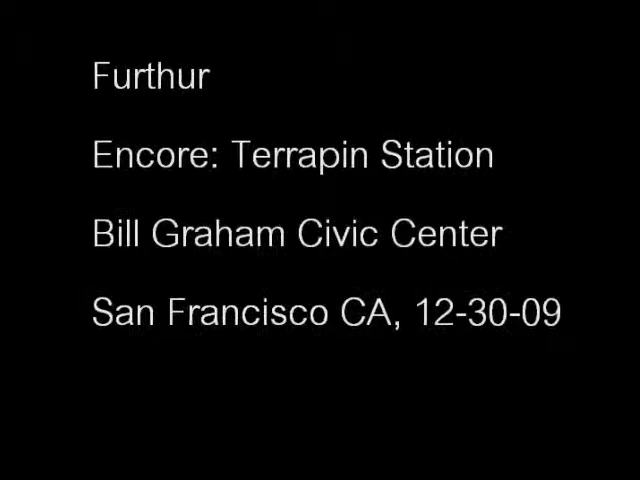 Furthur
Encore: Terrapin Station
Bill Graham Civic Center
San Francisco CA, 12-30-09